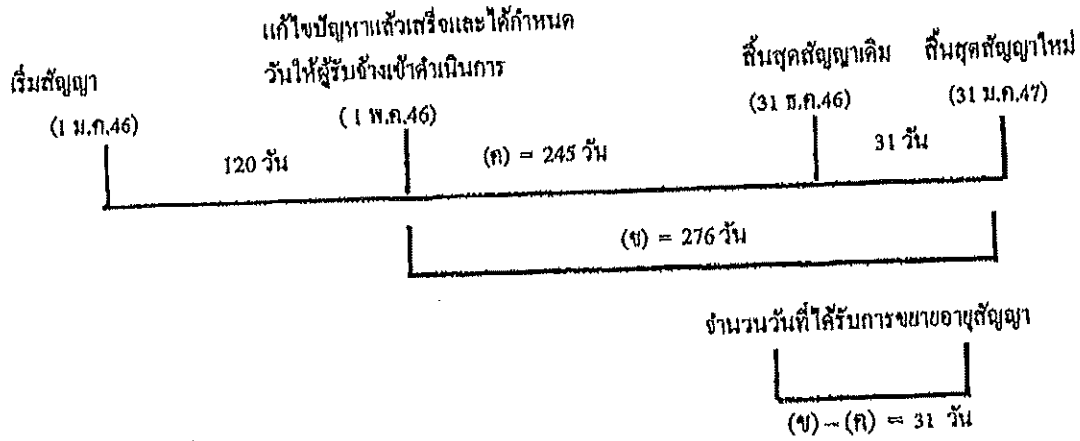 แก้ไขปัญหาแล้วเสร็จและได้กำหนด
วันให้ผู้รับจ้างเข้าดำเนินการ
(1 พ.ค.46)
เริ่มสัญญา
(1 ม.ค.46)
สิ้นสุดสัญญาเดิม
(31 ธ.ค.46)
สิ้นสุดสัญญาใหม่
(31 ม.ค.47)
120 วัน
(ค) = 245 วัน
31 วัน
(ข) = 276 วัน
จำนวนวันที่ได้รับการขยายอายุสัญญา
(ข) - (ค) = 31 วัน